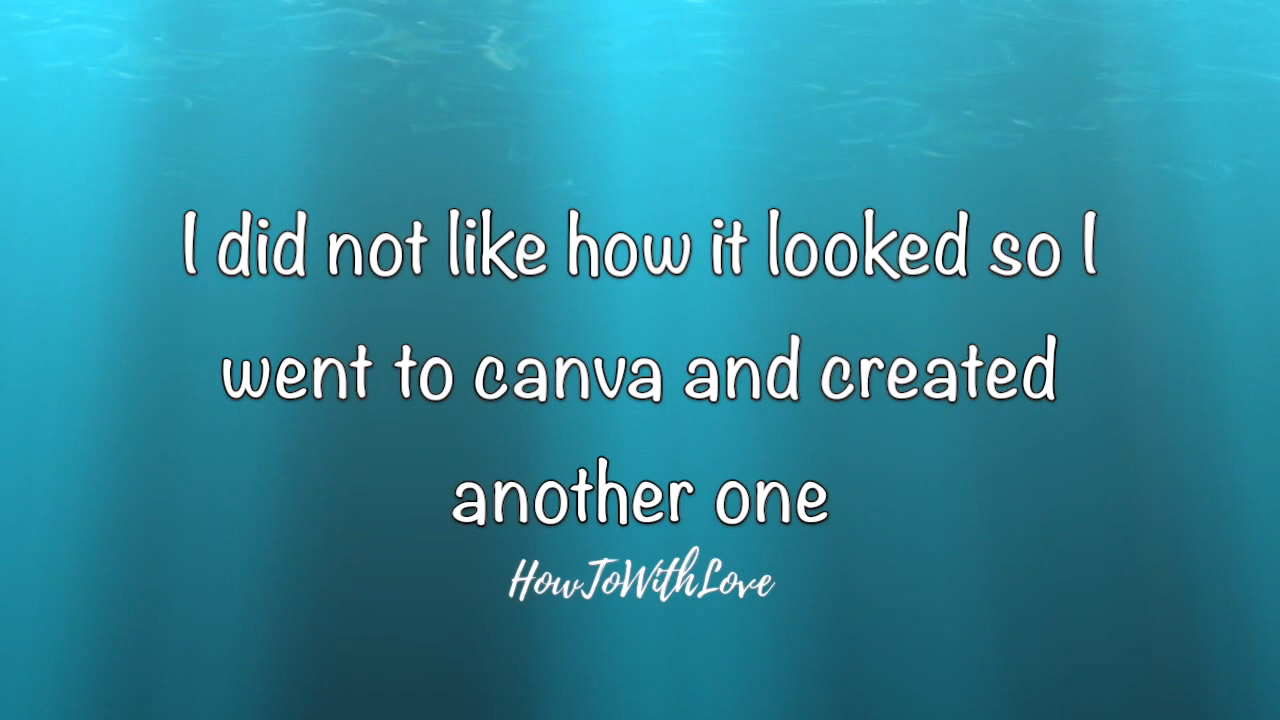 I did not like how it looked so I
went to canva and created
another one
HowToWithLove